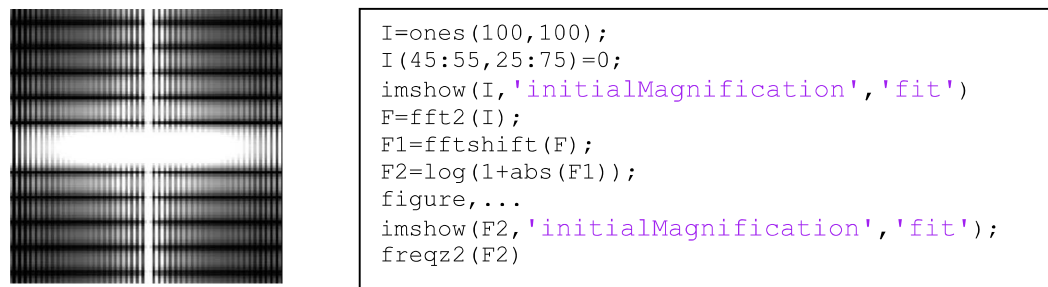 I=ones(100,100);
I(45:55,25:75)=0;
imshow(I,'initialMagnification','fit')
F=fft2(I);
F1=fftshift(F);
F2=log(1+abs(F1));
figure,...
imshow(F2,'initialMagnification','fit');
freqz2(F2)